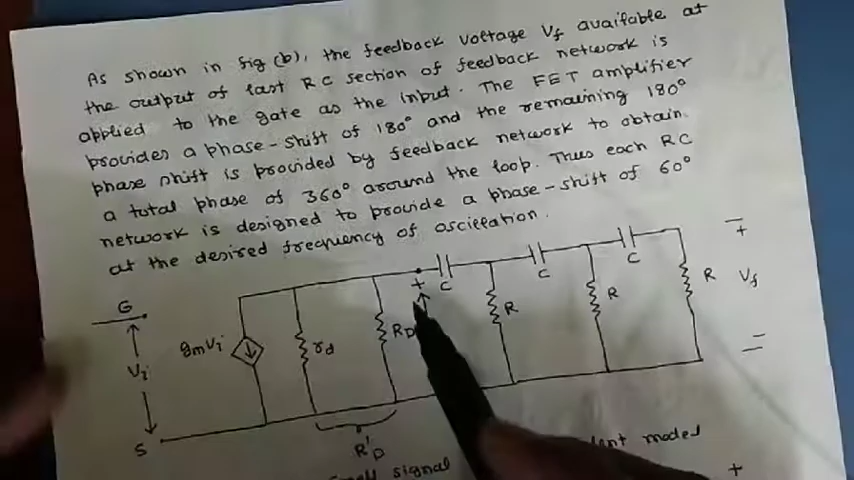 As shown in fig (b), the feedback voltage Vf available at
the output of last RC section of feedback network is
applied to the gate as the input. The FET amplifier
provides a phase-shift of 180° and the remaining 180°
phase shift is provided by feedback network to obtain
a total phase of 360° around the loop. Thus each RC
network is designed to provide a phase-shift of 60°
at the desired frequency of oscillation.
C C C
G + R R R + Vf
gmVi rd RD
Vi
S
R'D
small signal model
+